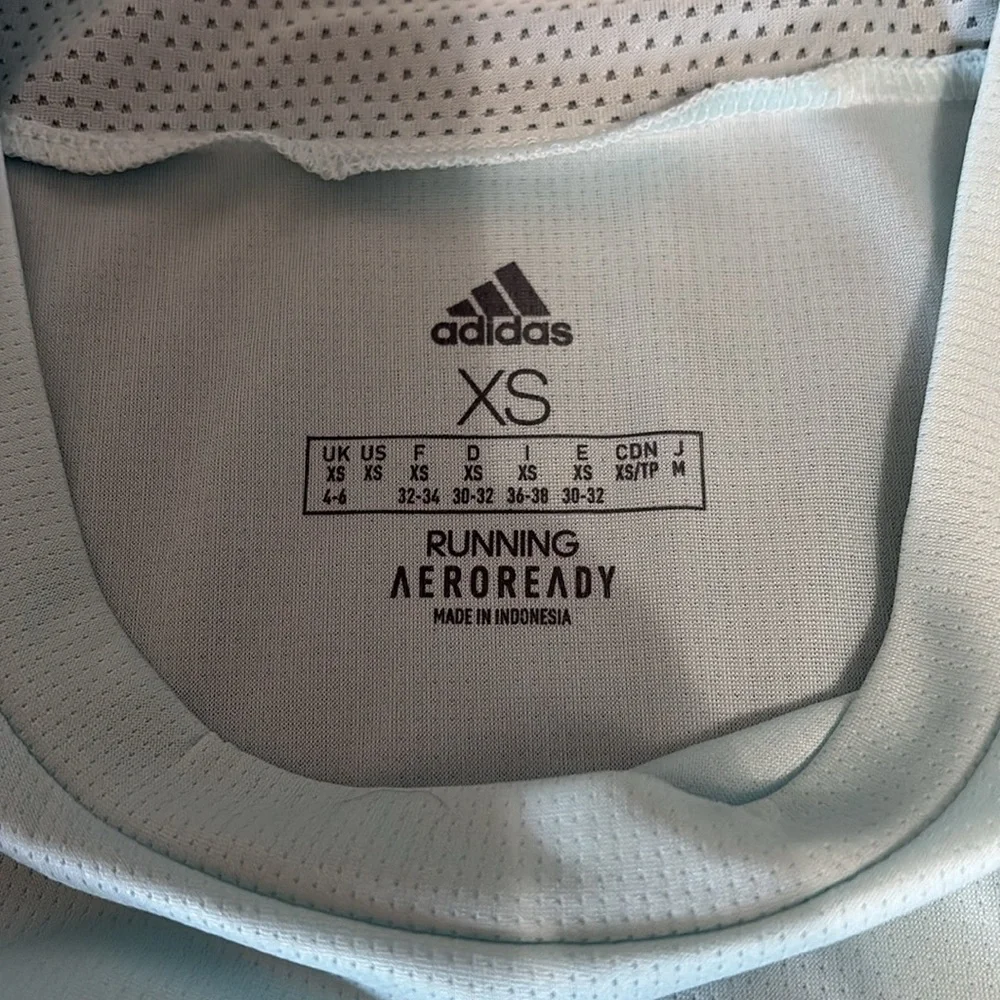 adidas
XS
UK US F D I E CDN J
XS XS XS XS XS XS XS/TP M
4-6 32-34 30-32 36-38 30-32
RUNNING
AEROREADY
MADE IN INDONESIA